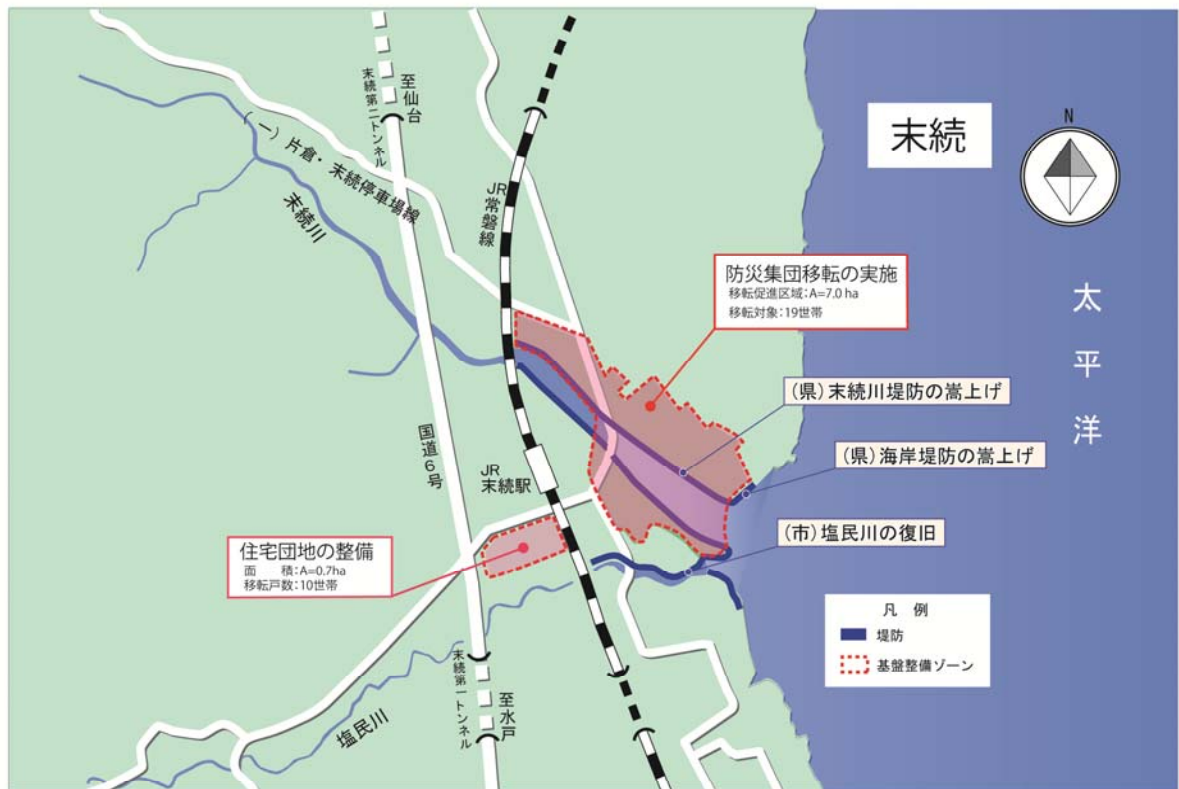 末続
N
太平洋
至仙台
末続第二トンネル
(一)片倉・末続停車場線
末続川
JR
常磐線
防災集団移転の実施
移転促進区域:A=7.0 ha
移転対象:19世帯
(県)末続川堤防の嵩上げ
(県)海岸堤防の嵩上げ
国道6号
JR
末続駅
(市)塩民川の復旧
住宅団地の整備
面 積:A=0.7ha
移転戸数:10世帯
凡 例
堤防
基盤整備ゾーン
末続第一トンネル
至水戸
塩民川